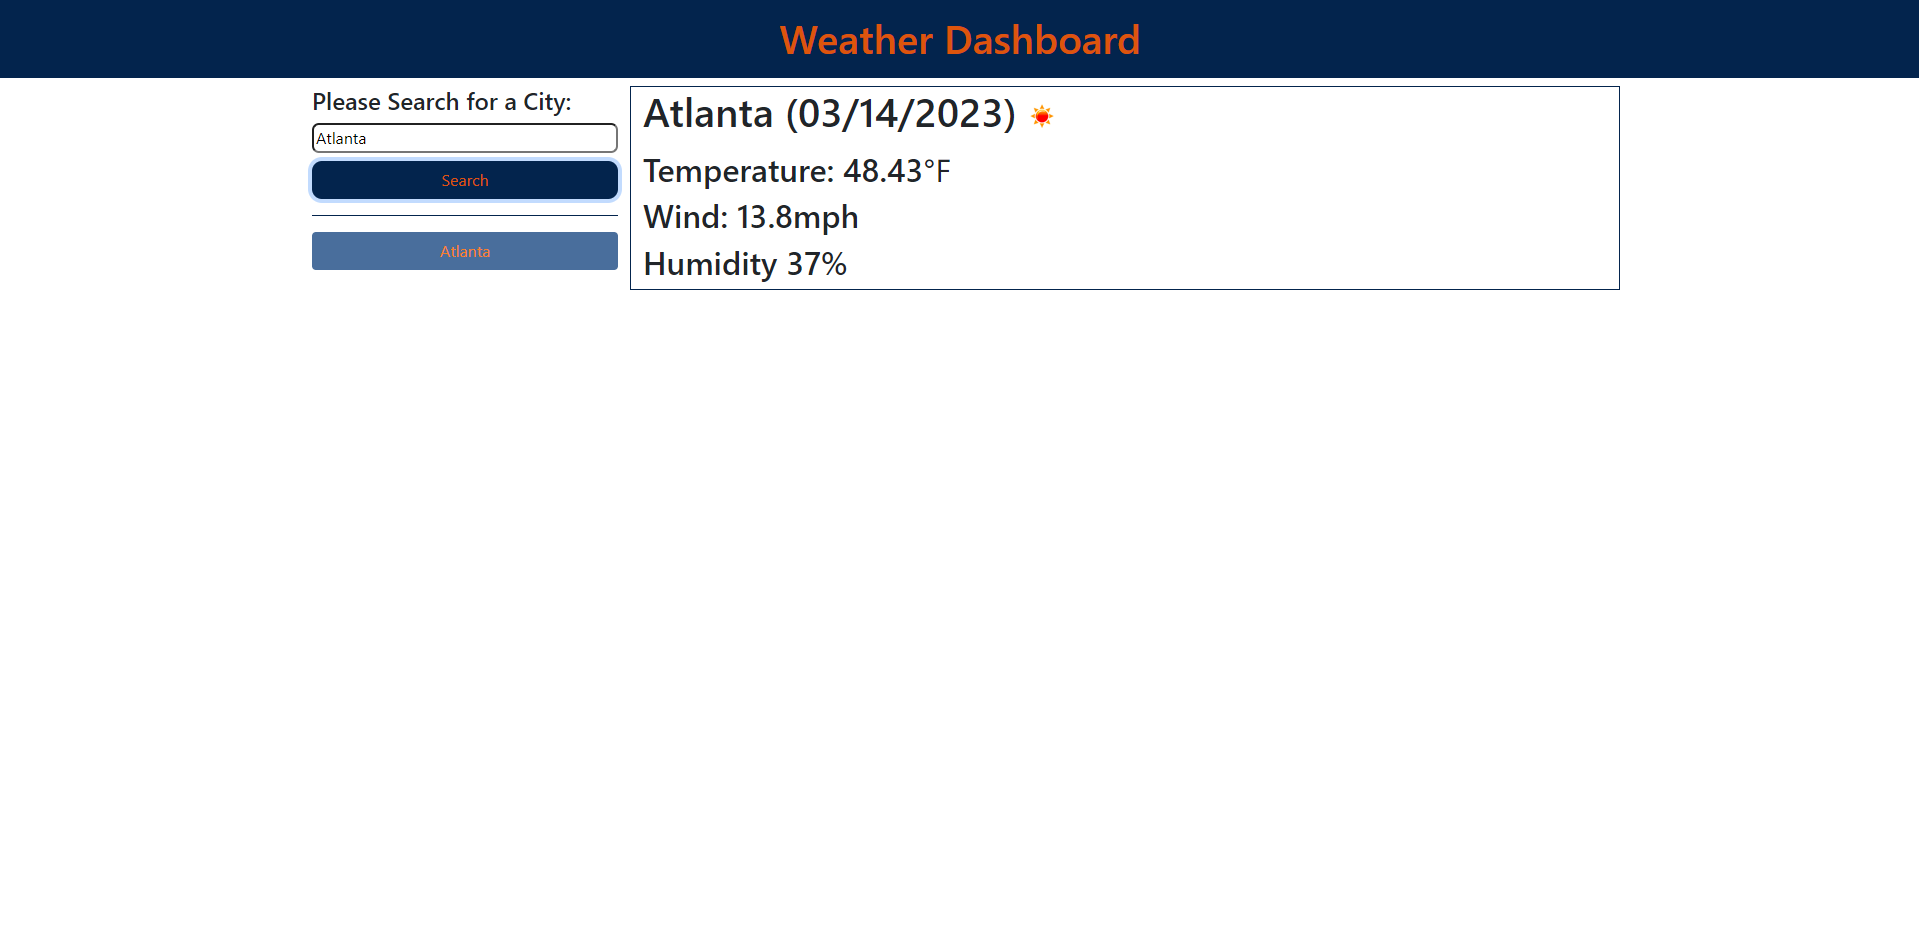 Weather Dashboard
Please Search for a City:
Atlanta
Search
Atlanta
Atlanta (03/14/2023)
Temperature: 48.43°F
Wind: 13.8mph
Humidity 37%